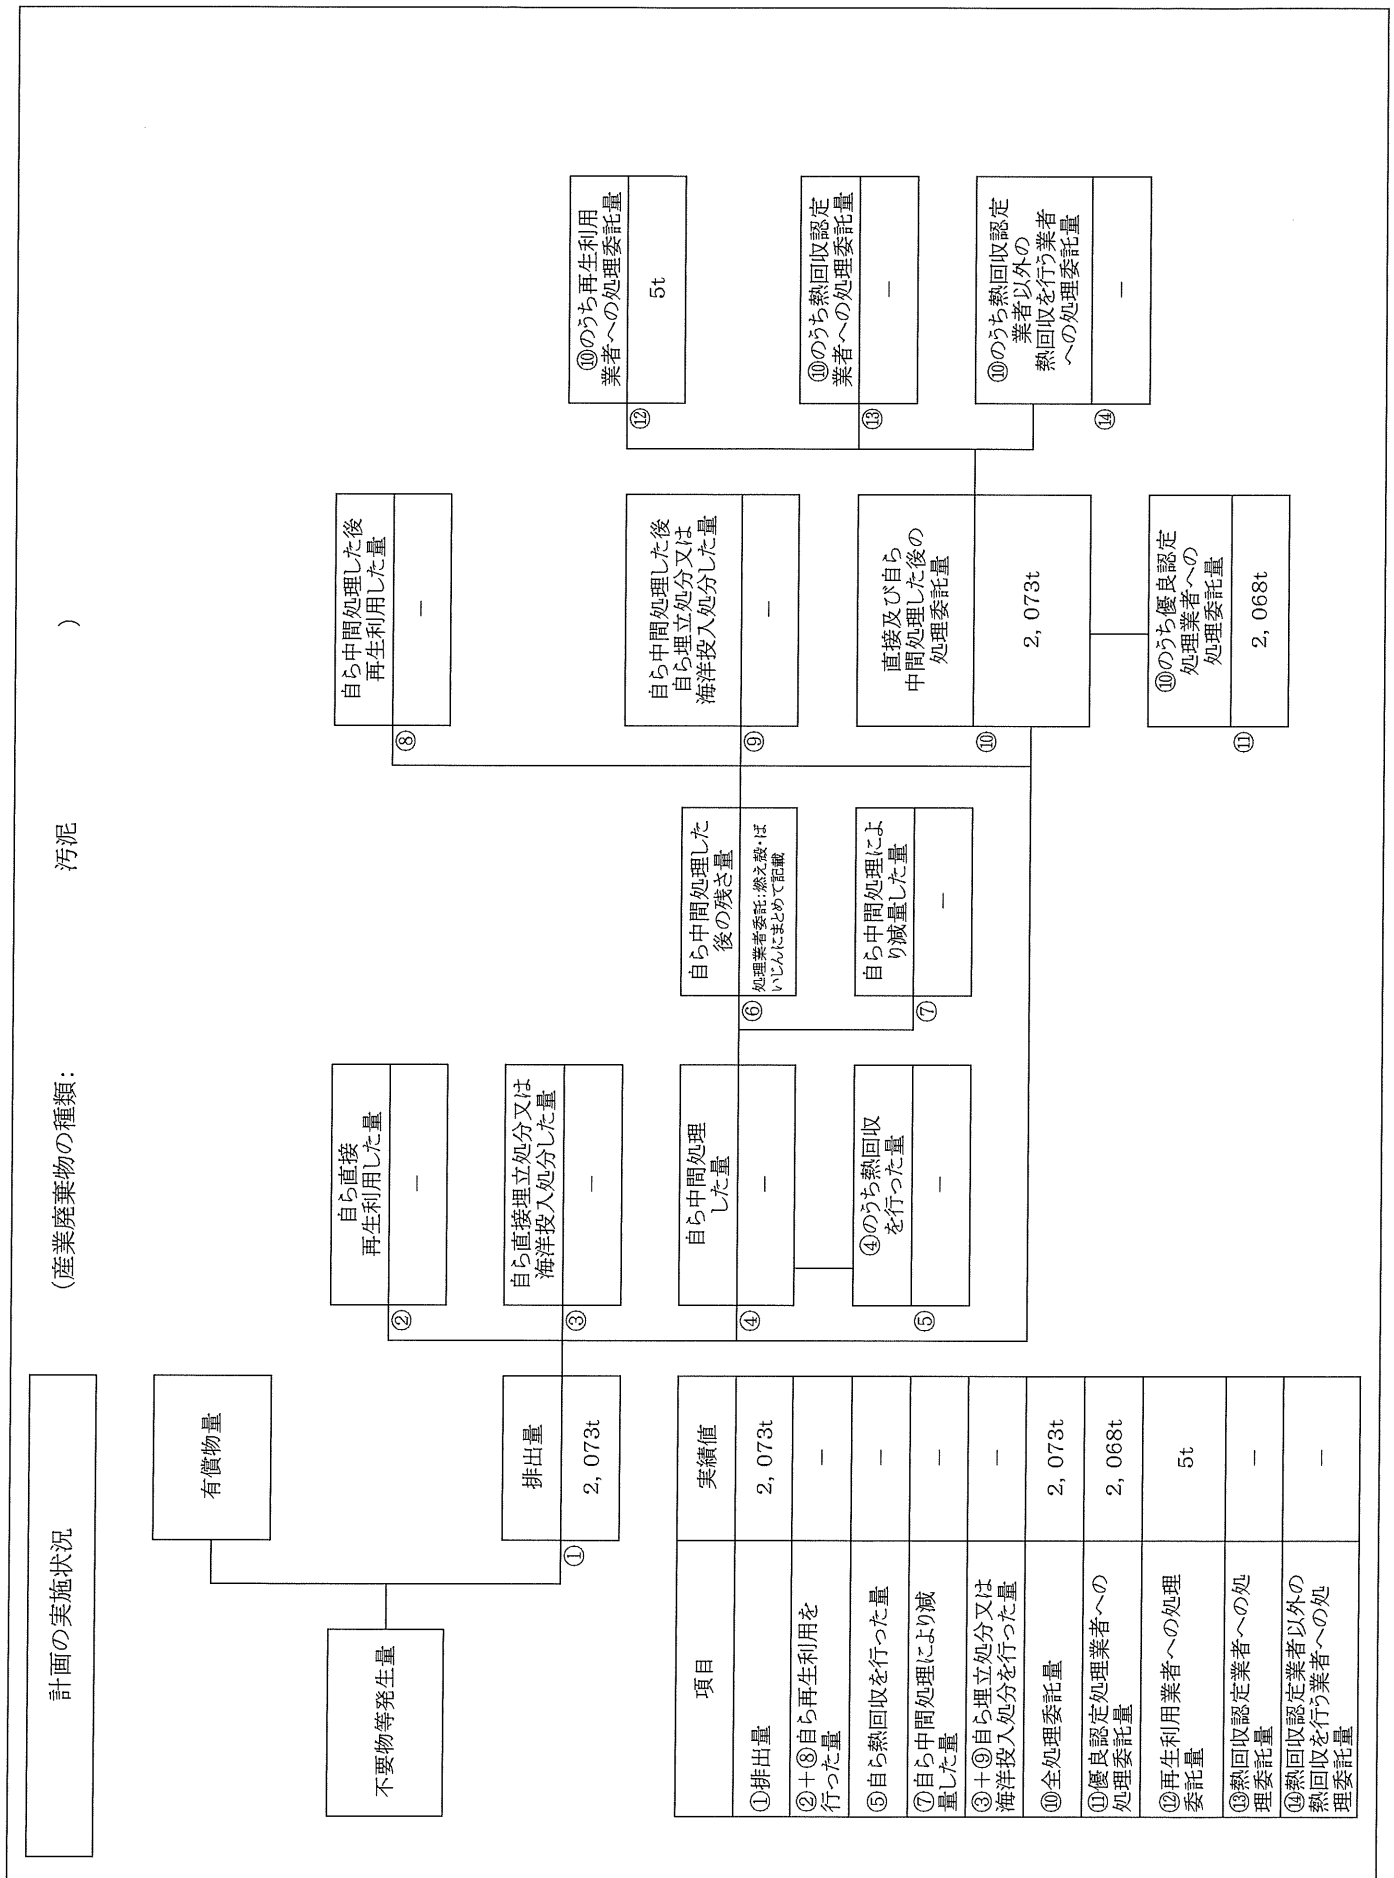 計画の実施状況
(産業廃棄物の種類: 汚泥 )
有償物量
不要物等発生量
①
排出量
2, 073t
②
自ら直接
再生利用した量
－
③
自ら直接埋立処分又は
海洋投入処分した量
－
④
自ら中間処理
した量
－
⑤
④のうち熱回収
を行った量
－
⑥
自ら中間処理した
後の残さ量
処理業者委託:燃え殻・ば
いじんにまとめて記載
⑦
自ら中間処理によ
り減量した量
－
⑧
自ら中間処理した後
再生利用した量
－
⑨
自ら中間処理した後
自ら埋立処分又は
海洋投入処分した量
－
⑩
直接及び自ら
中間処理した後の
処理委託量
2, 073t
⑪
⑩のうち優良認定
処理業者への
処理委託量
2, 068t
⑫
⑩のうち再生利用
業者への処理委託量
5t
⑬
⑩のうち熱回収認定
業者への処理委託量
－
⑭
⑩のうち熱回収認定
業者以外の
熱回収を行う業者
への処理委託量
－
項目 実績値
①排出量 2, 073t
②+⑧自ら再生利用を
行った量 －
⑤自ら熱回収を行った量 －
⑦自ら中間処理により減
量した量 －
③+⑨自ら埋立処分又は
海洋投入処分を行った量 －
⑩全処理委託量 2, 073t
⑪優良認定処理業者への
処理委託量 2, 068t
⑫再生利用業者への処理
委託量 5t
⑬熱回収認定業者への処
理委託量 －
⑭熱回収認定業者以外の
熱回収を行う業者への処
理委託量 －